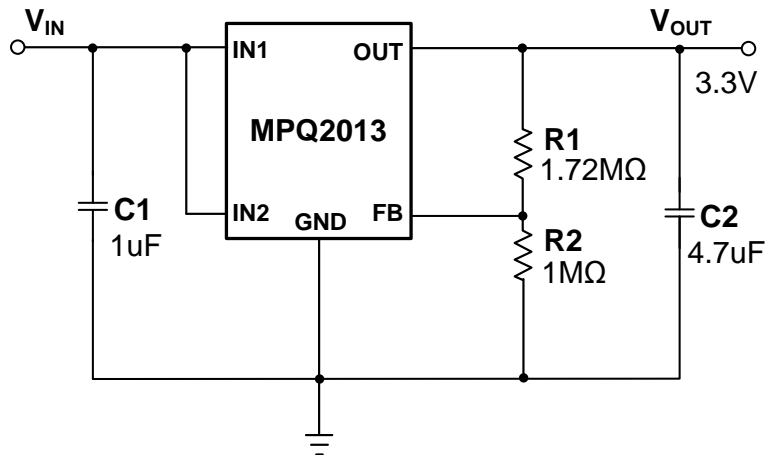 VIN
VOUT
IN1
OUT
3.3V
MPQ2013
R1
1.72MΩ
C1
1uF
IN2
GND
FB
R2
1MΩ
C2
4.7uF